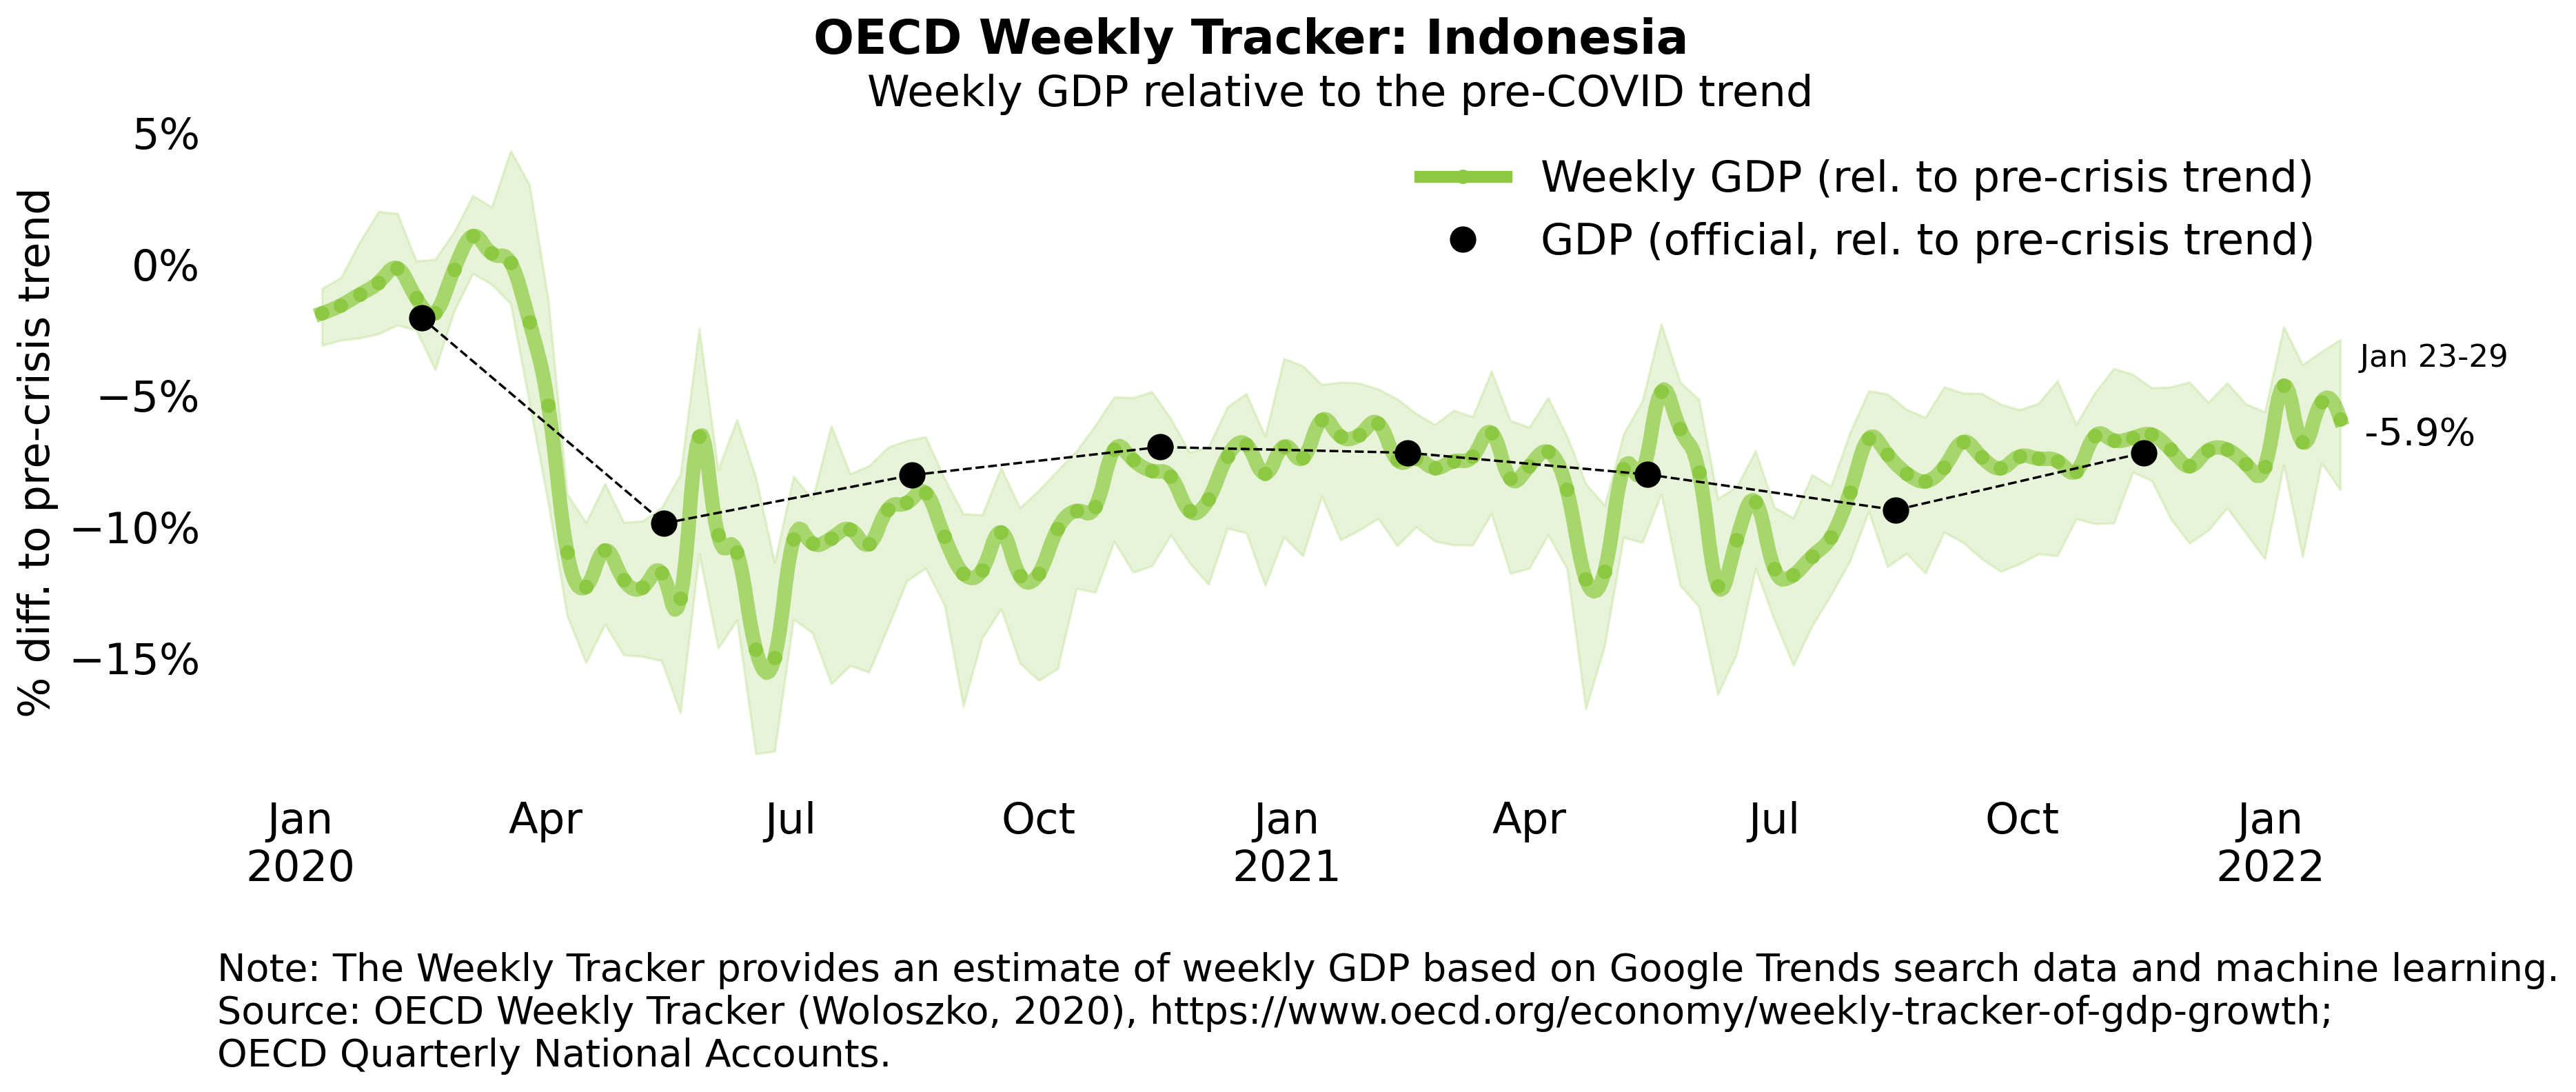 OECD Weekly Tracker: Indonesia
Weekly GDP relative to the pre-COVID trend
% diff. to pre-crisis trend
5%
0%
−5%
−10%
−15%
Weekly GDP (rel. to pre-crisis trend)
GDP (official, rel. to pre-crisis trend)
Jan 23-29
-5.9%
Jan Apr Jul Oct Jan Apr Jul Oct Jan
2020 2021 2022
Note: The Weekly Tracker provides an estimate of weekly GDP based on Google Trends search data and machine learning.
Source: OECD Weekly Tracker (Woloszko, 2020), https://www.oecd.org/economy/weekly-tracker-of-gdp-growth;
OECD Quarterly National Accounts.